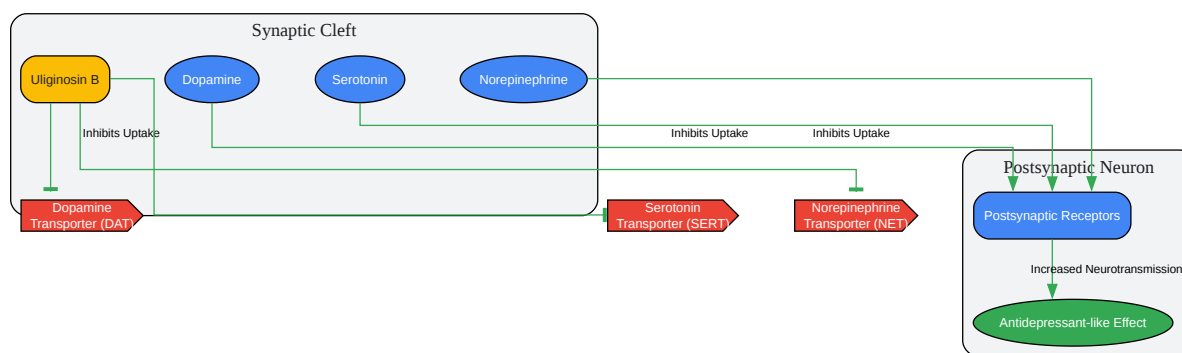 Synaptic Cleft
Uliginosin B
Dopamine
Serotonin
Norepinephrine
Inhibits Uptake
Inhibits Uptake
Inhibits Uptake
Postsynaptic Neuron
Dopamine
Transporter (DAT)
Serotonin
Transporter (SERT)
Norepinephrine
Transporter (NET)
Postsynaptic Receptors
Increased Neurotransmission
Antidepressant-like Effect